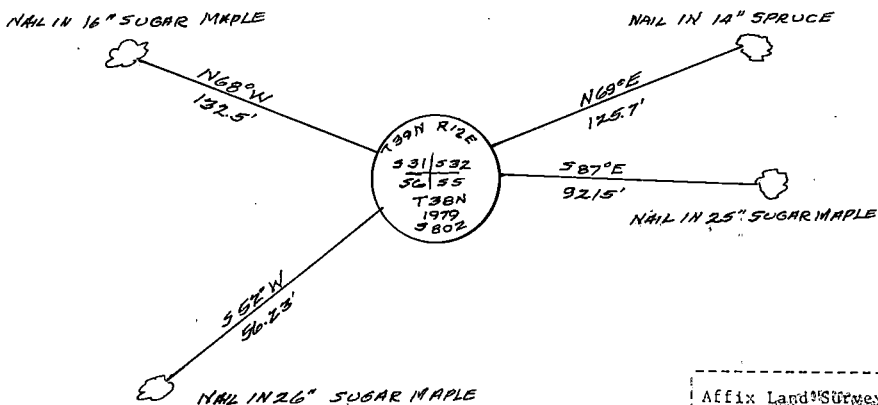 NAIL IN 16" SUGAR MAPLE
NAIL IN 14" SPRUCE
N68°W
132.5'
N69°E
125.7'
T39N R12E
S31 S32
S6 S5
T38N
1979
S802
S87°E
92.15'
NAIL IN 25" SUGAR MAPLE
S52°W
56.23'
NAIL IN 26" SUGAR MAPLE
Affix Land